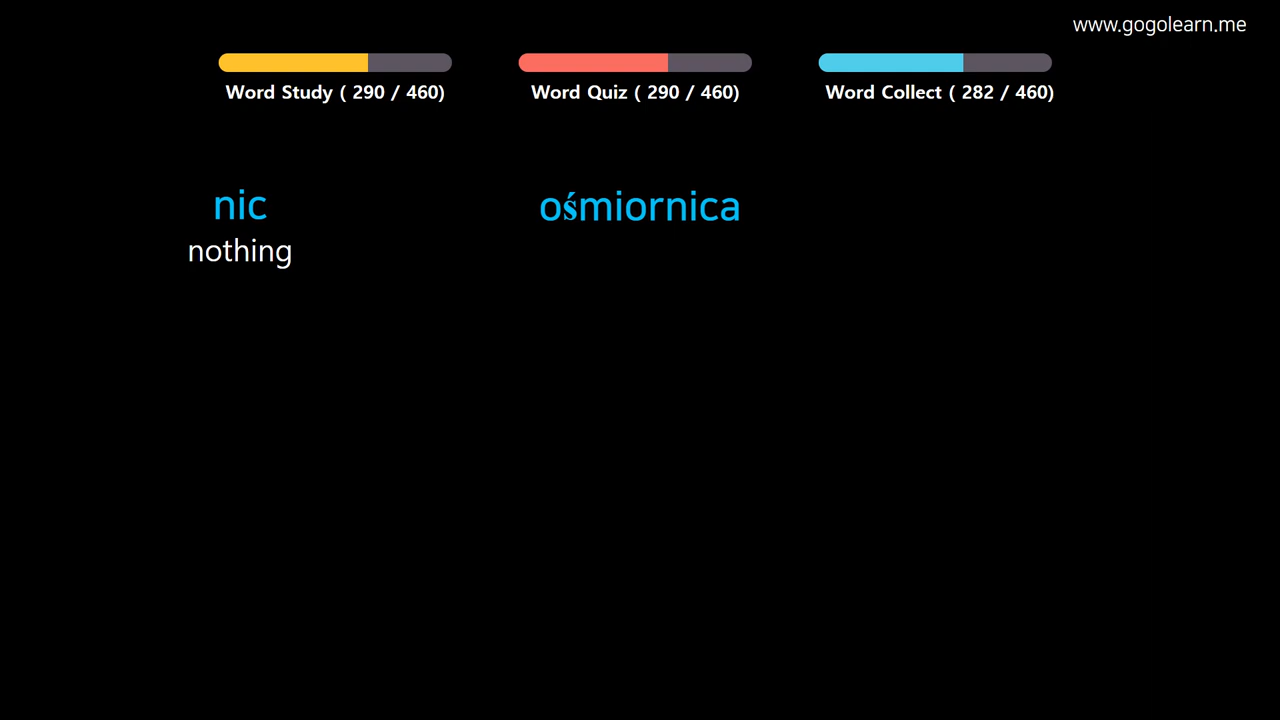 www.gogolearn.me
Word Study ( 290 / 460)
Word Quiz ( 290 / 460)
Word Collect ( 282 / 460)
nic
nothing
ośmiornica